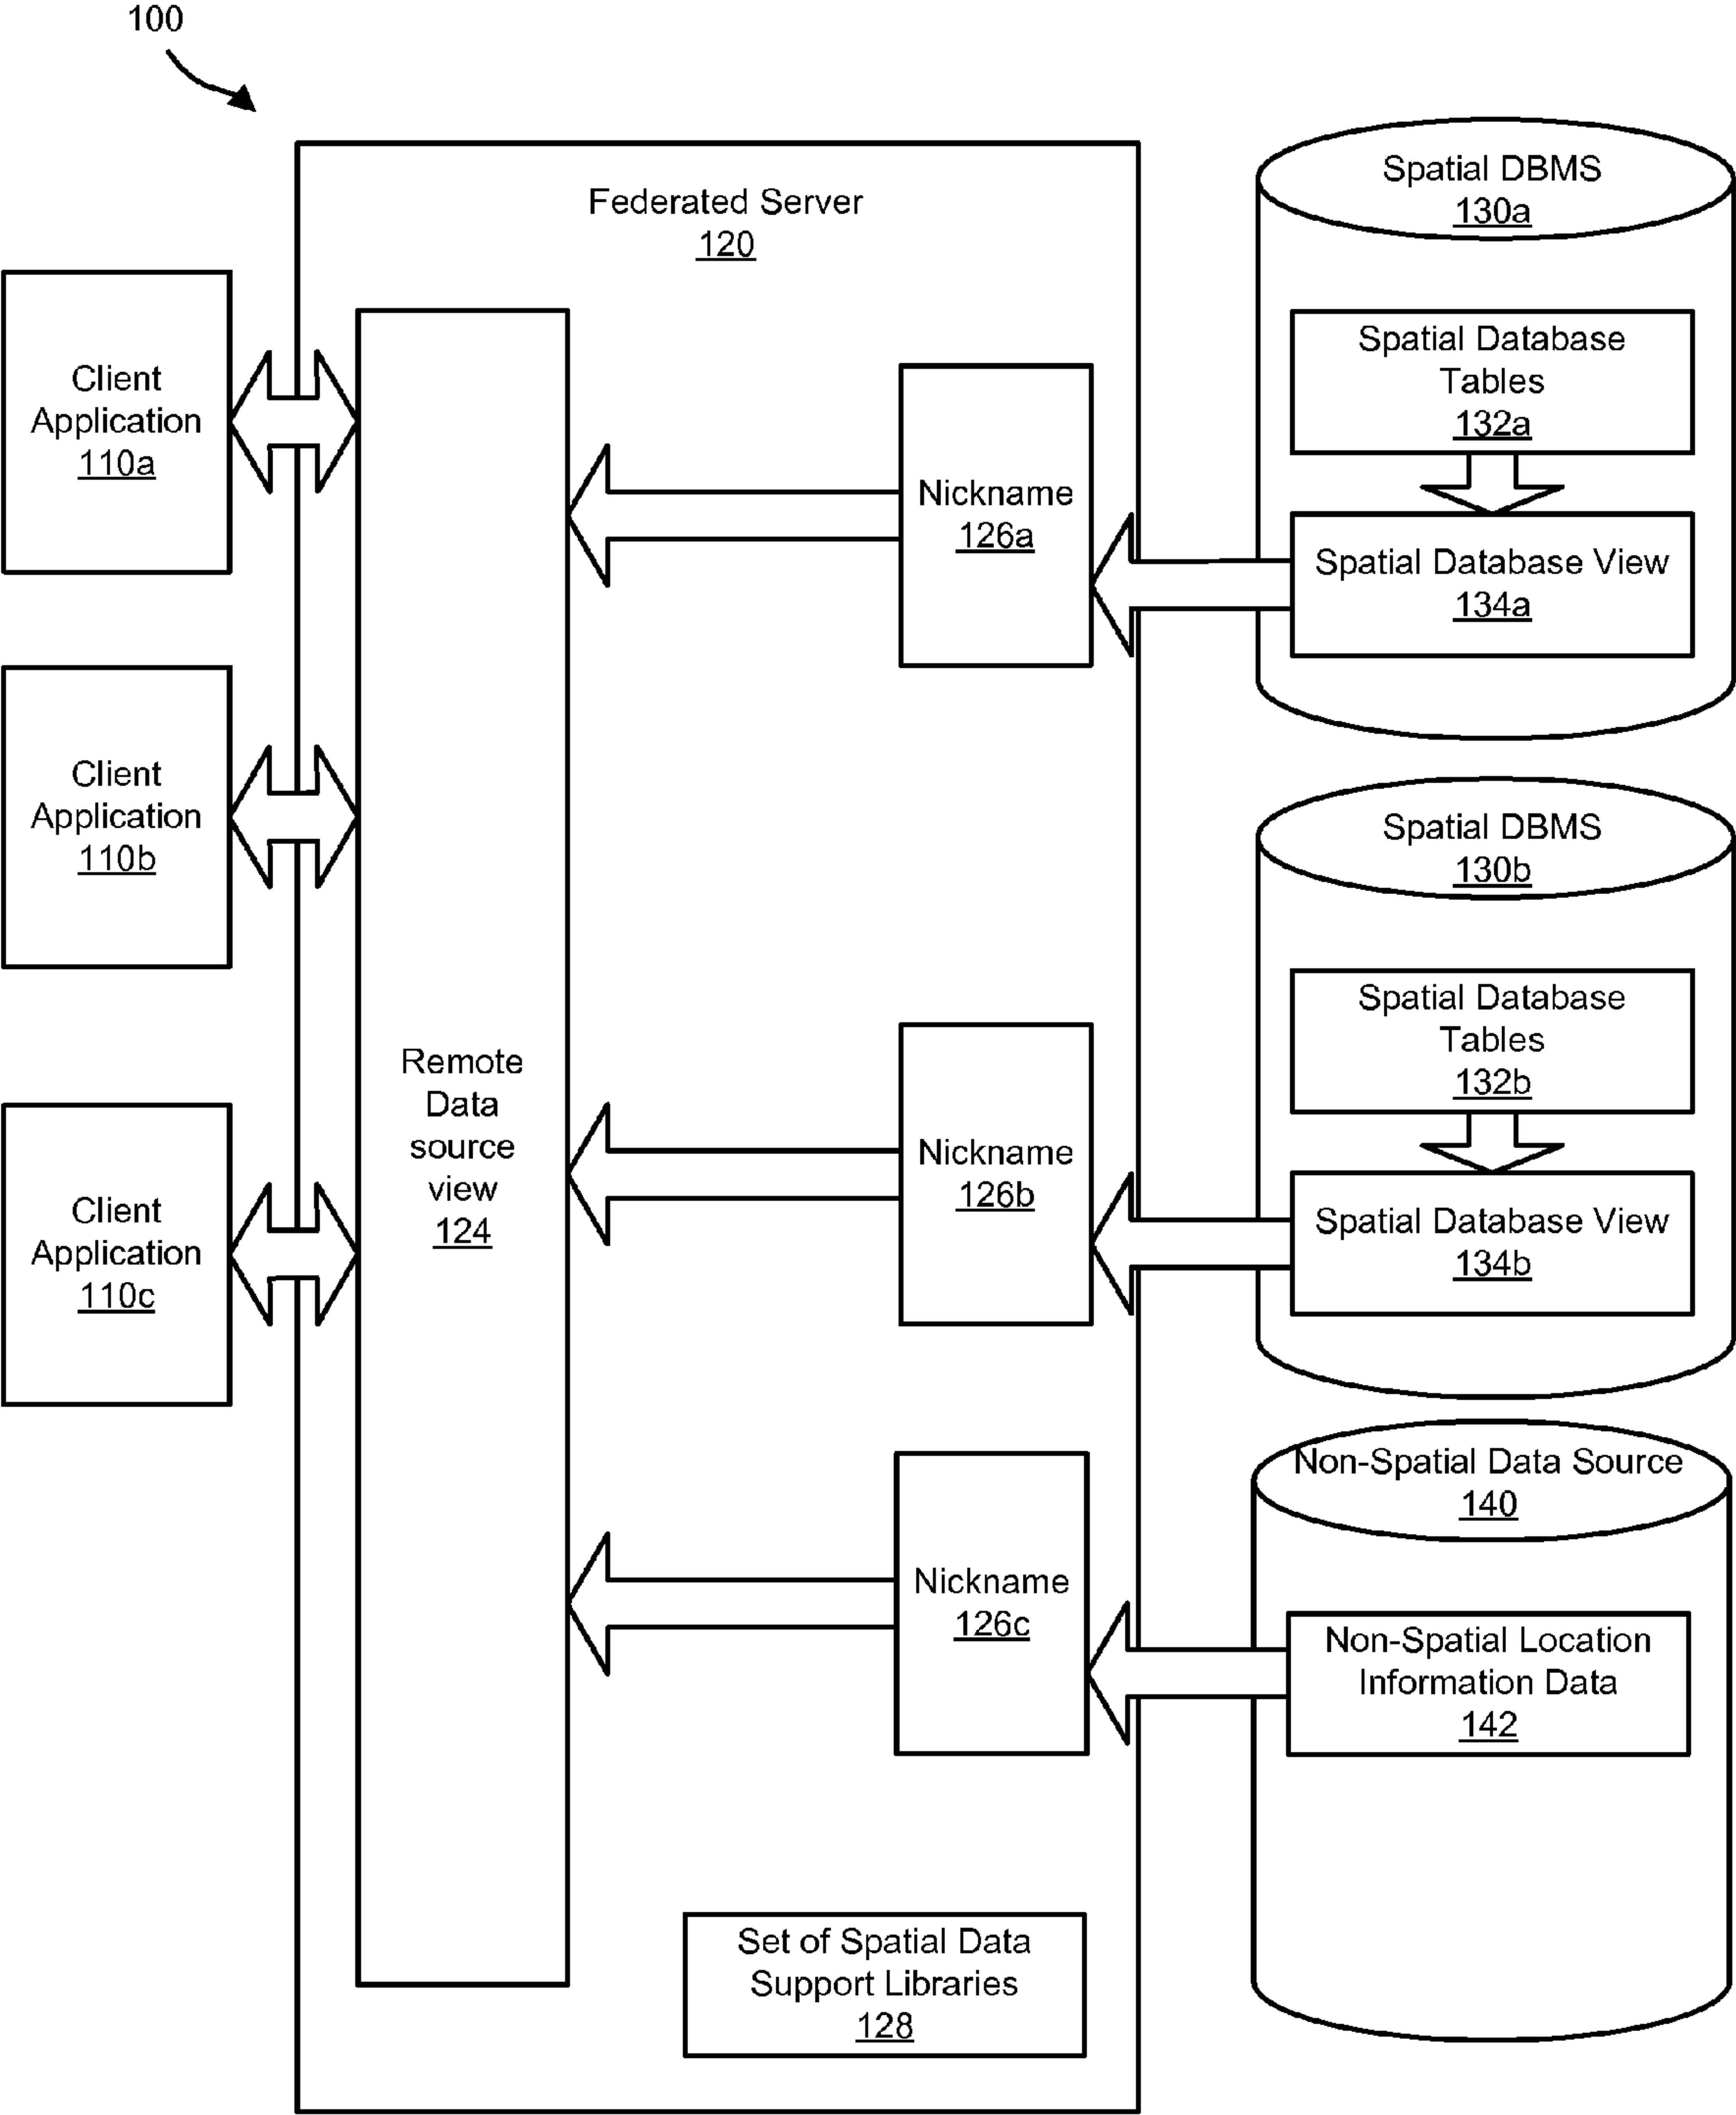 100
Federated Server
120
Client
Application
110a
Client
Application
110b
Client
Application
110c
Remote
Data
source
view
124
Nickname
126a
Nickname
126b
Nickname
126c
Set of Spatial Data
Support Libraries
128
Spatial DBMS
130a
Spatial Database
Tables
132a
Spatial Database View
134a
Spatial DBMS
130b
Spatial Database
Tables
132b
Spatial Database View
134b
Non-Spatial Data Source
140
Non-Spatial Location
Information Data
142